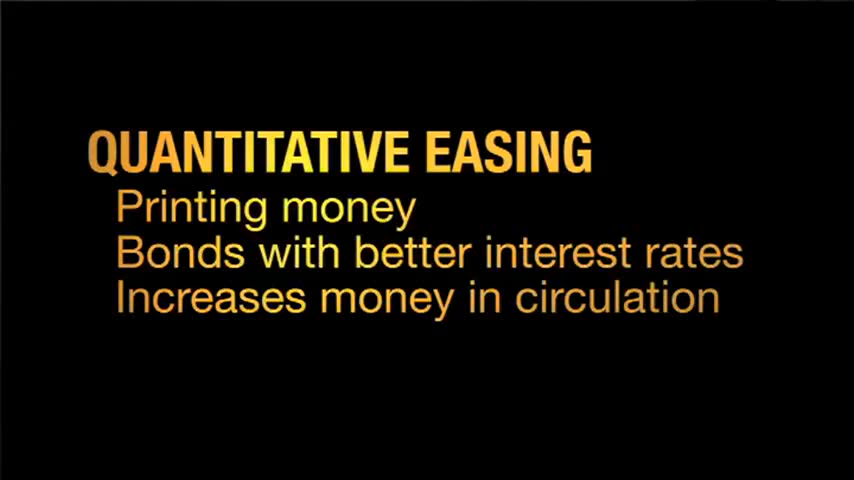 QUANTITATIVE EASING
Printing money
Bonds with better interest rates
Increases money in circulation